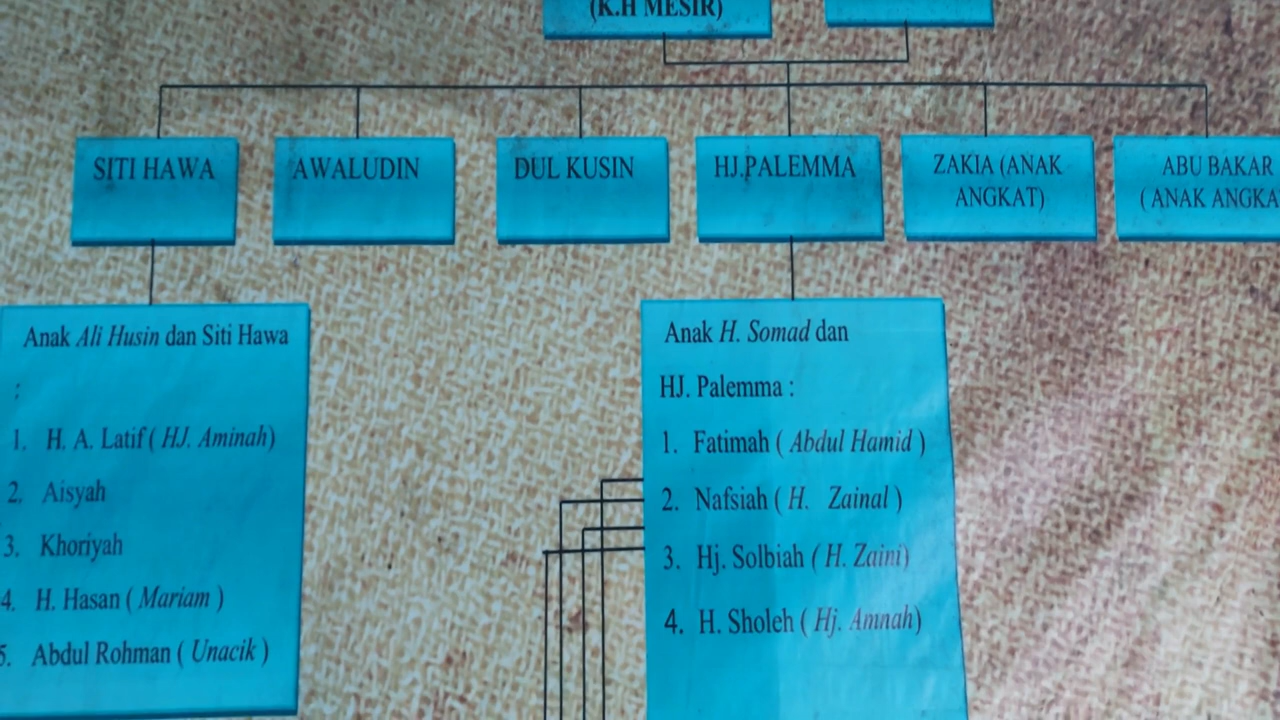 (K.H MESIR)
SITI HAWA
AWALUDIN
DUL KUSIN
HJ.PALEMMA
ZAKIA (ANAK
ANGKAT)
ABU BAKAR
( ANAK ANGKA
Anak Ali Husin dan Siti Hawa
:
1. H. A. Latif ( HJ. Aminah)
2. Aisyah
3. Khoriyah
4. H. Hasan ( Mariam )
5. Abdul Rohman ( Unacik )
Anak H. Somad dan
HJ. Palemma :
1. Fatimah ( Abdul Hamid )
2. Nafsiah ( H. Zainal )
3. Hj. Solbiah ( H. Zaini)
4. H. Sholeh ( Hj. Amnah)